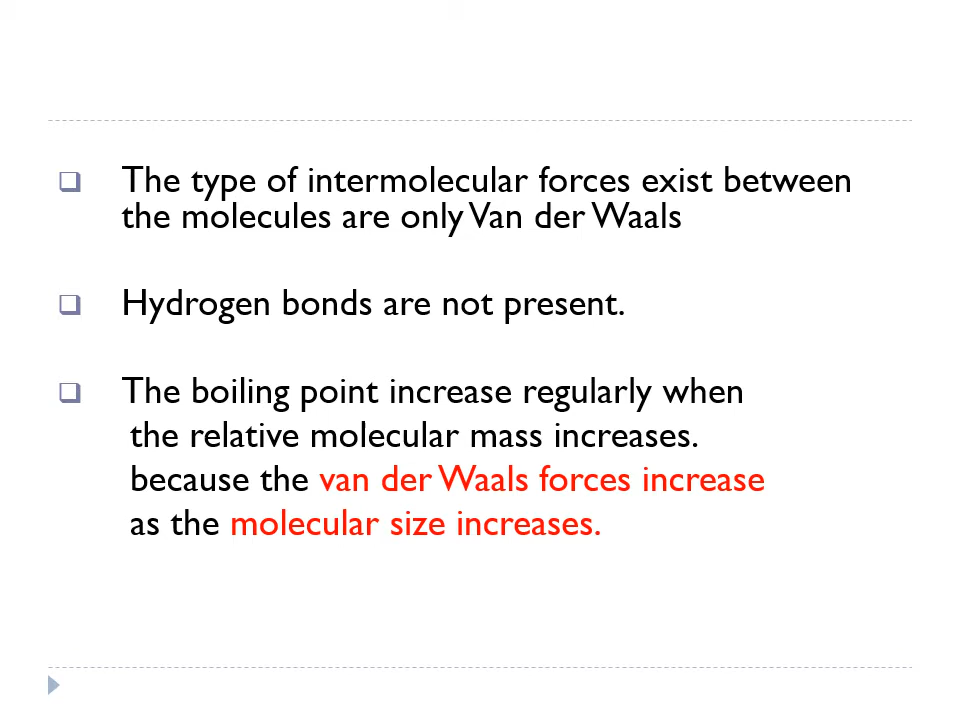 The type of intermolecular forces exist between
the molecules are only Van der Waals
Hydrogen bonds are not present.
The boiling point increase regularly when
the relative molecular mass increases.
because the van der Waals forces increase
as the molecular size increases.